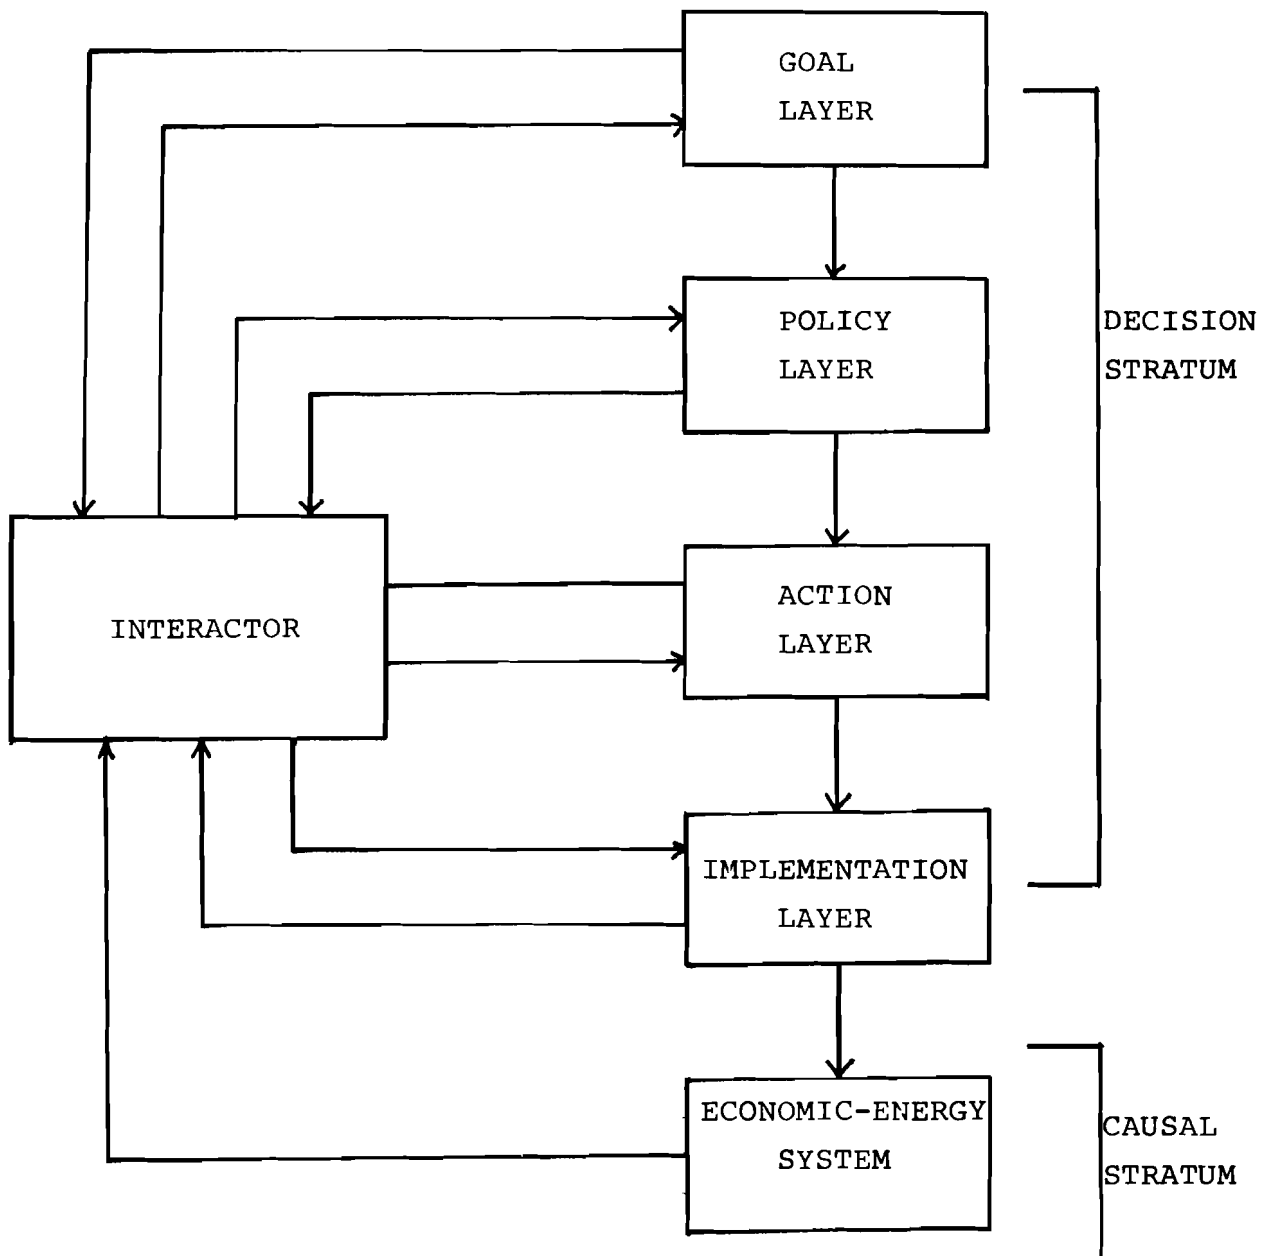 GOAL
LAYER
POLICY
LAYER
DECISION
STRATUM
ACTION
LAYER
INTERACTOR
IMPLEMENTATION
LAYER
ECONOMIC-ENERGY
SYSTEM
CAUSAL
STRATUM